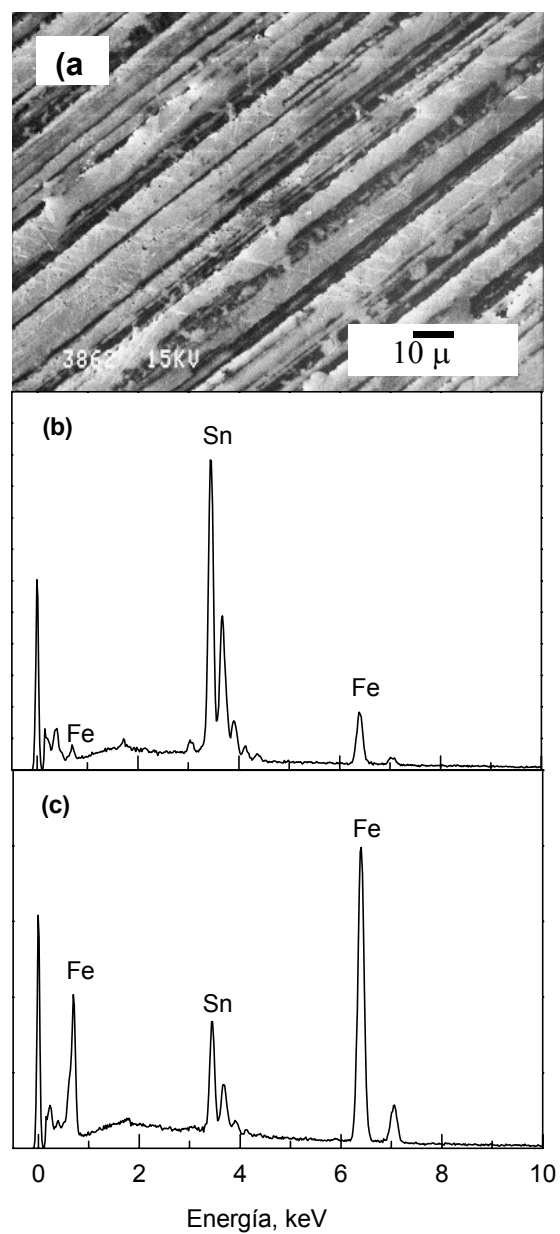 (a
3862 15KV
10 μ
(b)
Sn
Fe
Fe
(c)
Fe
Fe
Sn
0 2 4 6 8 10
Energía, keV